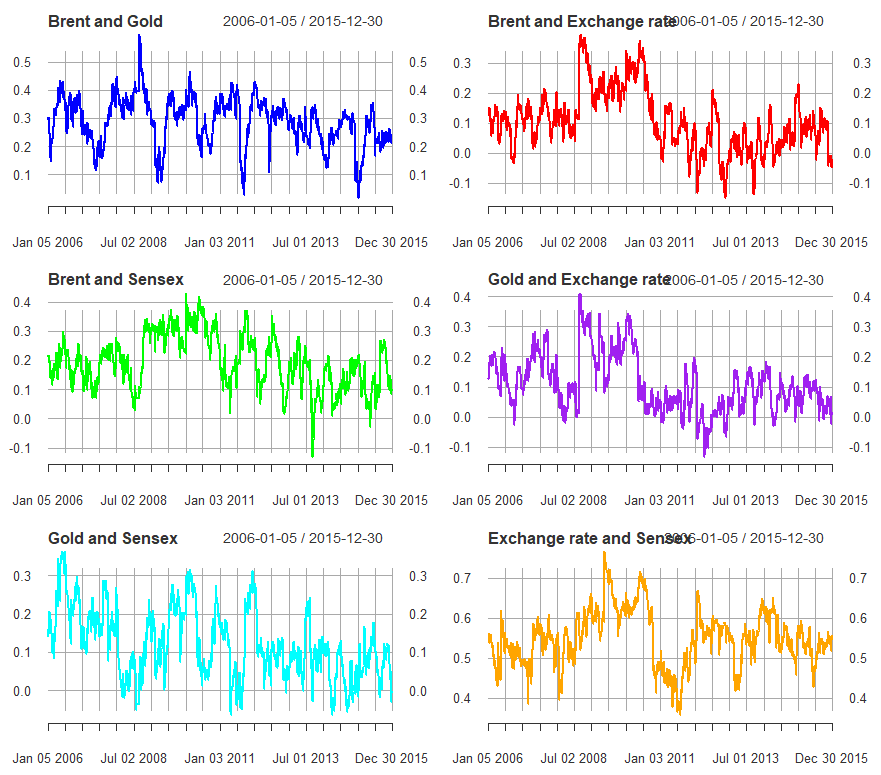 Brent and Gold 2006-01-05 / 2015-12-30
0.5 0.5
0.4 0.4
0.3 0.3
0.2 0.2
0.1 0.1
Jan 05 2006 Jul 02 2008 Jan 03 2011 Jul 01 2013 Dec 30 2015
Brent and Exchange rate 2006-01-05 / 2015-12-30
0.3 0.3
0.2 0.2
0.1 0.1
0.0 0.0
-0.1 -0.1
Jan 05 2006 Jul 02 2008 Jan 03 2011 Jul 01 2013 Dec 30 2015
Brent and Sensex 2006-01-05 / 2015-12-30
0.4 0.4
0.3 0.3
0.2 0.2
0.1 0.1
0.0 0.0
-0.1 -0.1
Jan 05 2006 Jul 02 2008 Jan 03 2011 Jul 01 2013 Dec 30 2015
Gold and Exchange rate 2006-01-05 / 2015-12-30
0.4 0.4
0.3 0.3
0.2 0.2
0.1 0.1
0.0 0.0
-0.1 -0.1
Jan 05 2006 Jul 02 2008 Jan 03 2011 Jul 01 2013 Dec 30 2015
Gold and Sensex 2006-01-05 / 2015-12-30
0.3 0.3
0.2 0.2
0.1 0.1
0.0 0.0
Jan 05 2006 Jul 02 2008 Jan 03 2011 Jul 01 2013 Dec 30 2015
Exchange rate and Sensex 2006-01-05 / 2015-12-30
0.7 0.7
0.6 0.6
0.5 0.5
0.4 0.4
Jan 05 2006 Jul 02 2008 Jan 03 2011 Jul 01 2013 Dec 30 2015